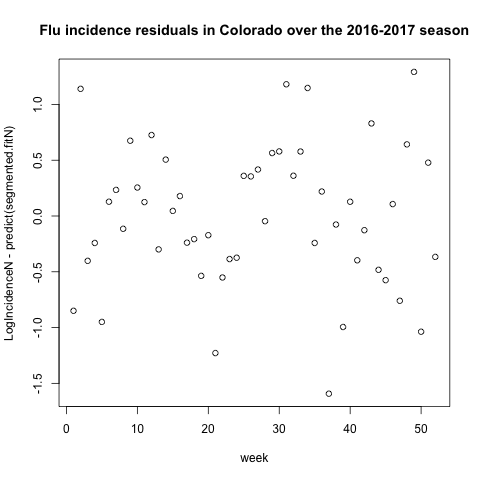 Flu incidence residuals in Colorado over the 2016-2017 season
LogIncidenceN - predict(segmented.fitN)
1.0
0.5
0.0
-0.5
-1.0
-1.5
0 10 20 30 40 50
week